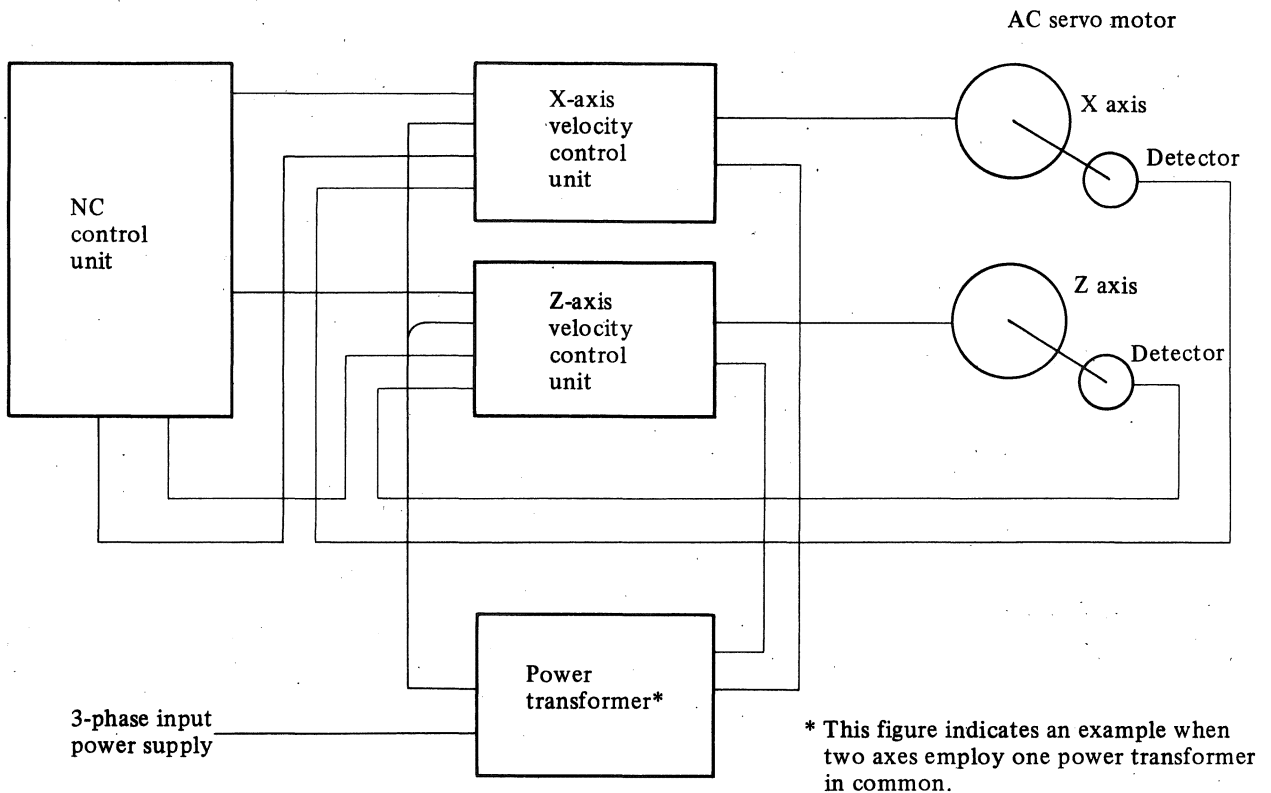 AC servo motor
NC
control
unit
X-axis
velocity
control
unit
X axis
Detector
Z-axis
velocity
control
unit
Z axis
Detector
Power
transformer*
3-phase input
power supply
* This figure indicates an example when
two axes employ one power transformer
in common.